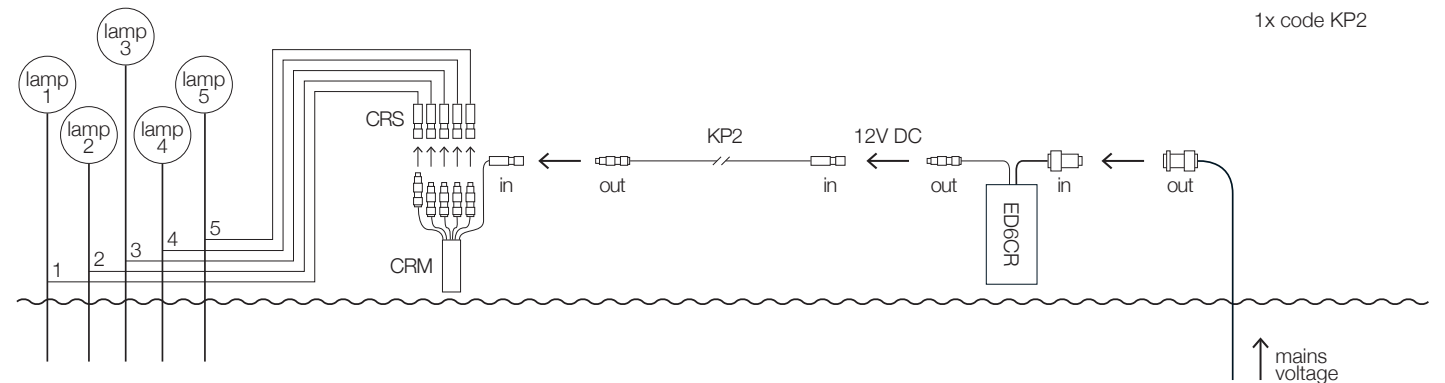 1x code KP2
lamp
3
lamp
1
lamp
5
lamp
2
lamp
4
CRS
KP2
12V DC
in
out
in
out
in
out
ED6CR
5
4
3
2
1
CRM
mains
voltage